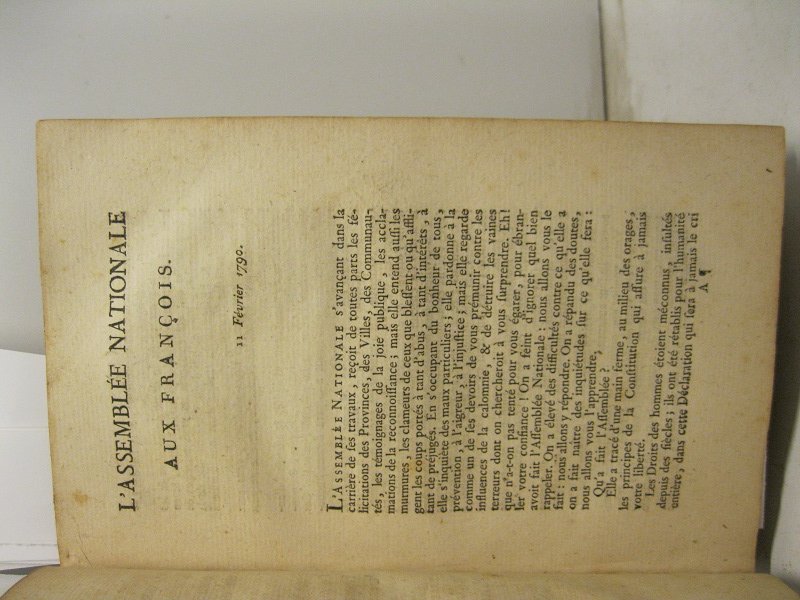 L'ASSEMBLÉE NATIONALE
AUX FRANÇOIS.
11 Février 1790.
L'ASSEMBLÉE NATIONALE s'avançant dans la
carrière de ſes travaux, reçoit de toutes parts les fé-
licitations des Provinces, des Villes, des Communau-
tés, les témoignages de la joie publique, les accla-
mations de la reconnoiſſance; mais elle entend auſſi les
murmures, les clameurs de ceux que bleſſent ou qu'affli-
gent les coups portés à tant d'abus, à tant d'intérêts, à
tant de préjugés. En s'occupant du bonheur de tous,
elle s'inquiète des maux particuliers; elle pardonne à la
prévention, à l'aigreur, à l'injuſtice; mais elle regarde
comme un de ſes devoirs de vous prémunir contre les
influences de la calomnie, & de détruire les vaines
terreurs dont on chercheroit à vous ſurprendre. Eh!
que n'a-t-on pas tenté pour vous égarer, pour ébran-
ler votre confiance! On a feint d'ignorer quel bien
avoit fait l'Aſſemblée Nationale: nous allons vous le
rappeler. On a élevé des difficultés contre ce qu'elle a
fait: nous allons y répondre. On a répandu des doutes,
on a fait naître des inquiétudes ſur ce qu'elle fera:
nous allons vous l'apprendre,
Qu'a fait l'Aſſemblée?
Elle a tracé d'une main ferme, au milieu des orages,
les principes de la Conſtitution qui aſſure à jamais
votre liberté.
Les Droits des hommes étoient méconnus, inſultés
depuis des ſiècles; ils ont été rétablis pour l'humanité
entière, dans cette Déclaration qui ſera à jamais le cri
A ¶